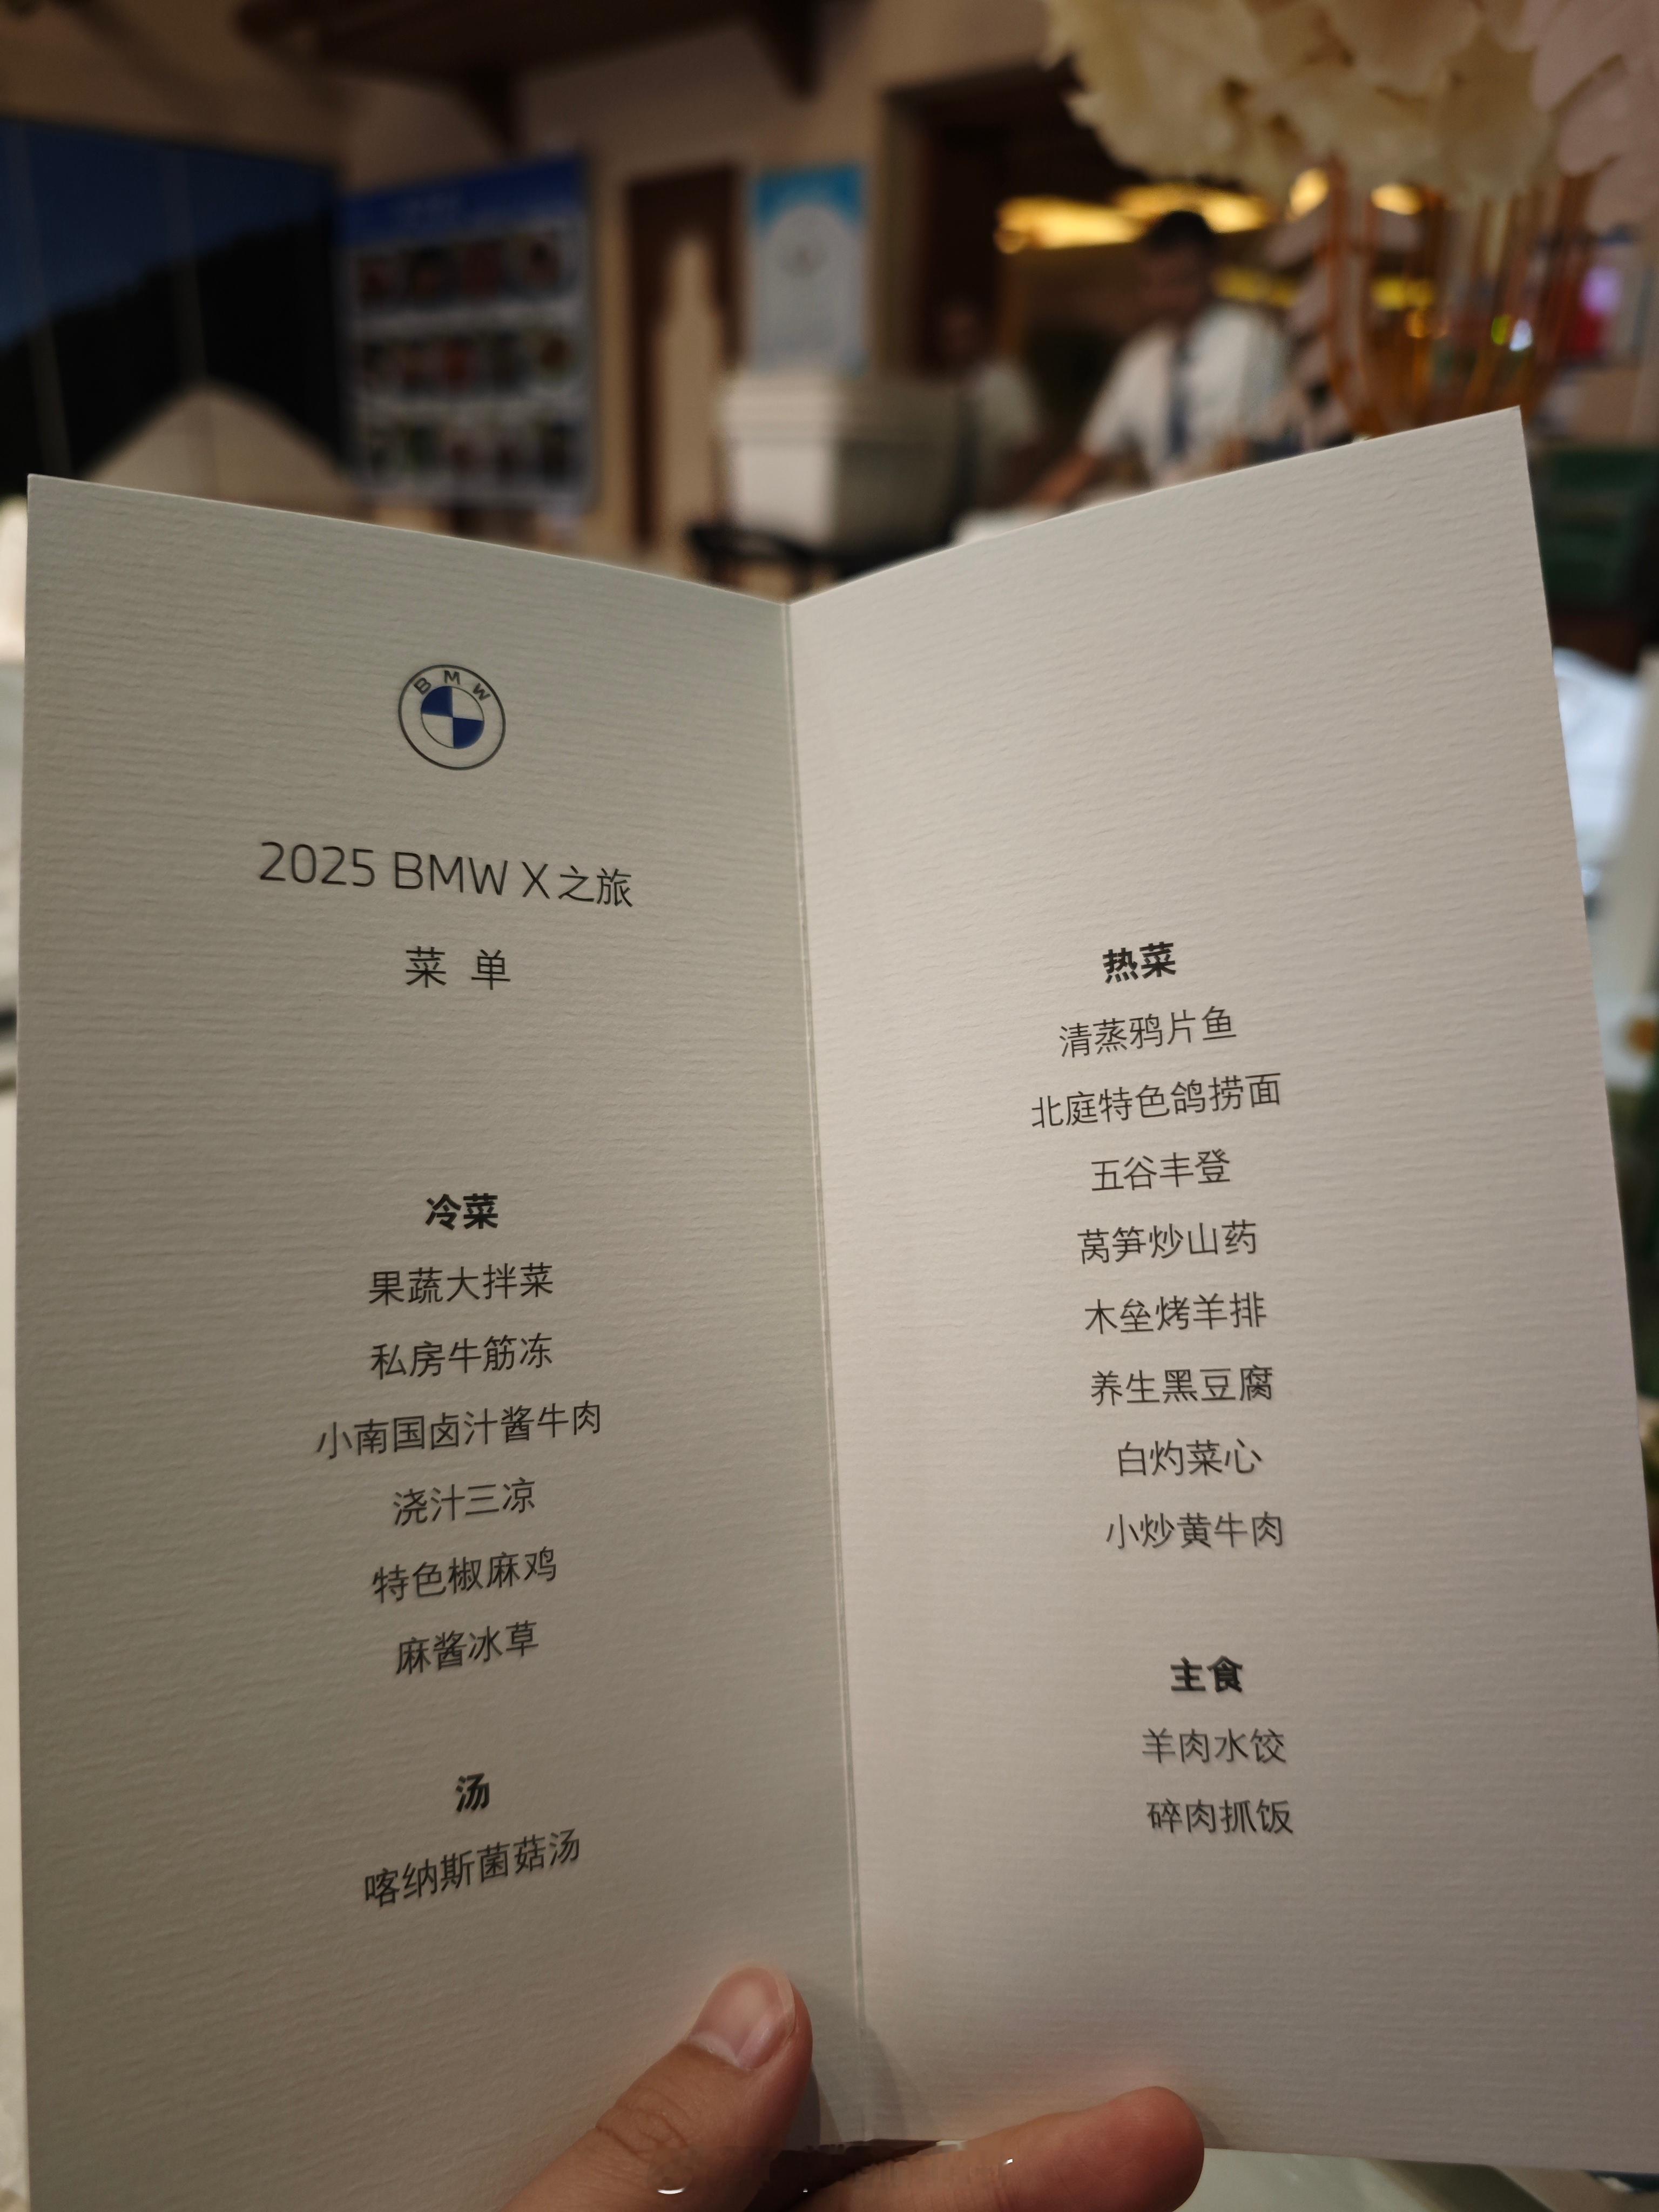 BMW
2025 BMW X之旅
菜 单
冷菜
果蔬大拌菜
私房牛筋冻
小南国卤汁酱牛肉
浇汁三凉
特色椒麻鸡
麻酱冰草
汤
喀纳斯菌菇汤
热菜
清蒸鸦片鱼
北庭特色鸽捞面
五谷丰登
莴笋炒山药
木垒烤羊排
养生黑豆腐
白灼菜心
小炒黄牛肉
主食
羊肉水饺
碎肉抓饭